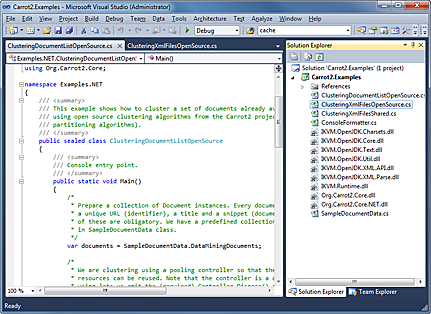 Carrot2.Examples - Microsoft Visual Studio (Administrator)
File Edit View Project Build Debug Team Data Tools Architecture Test Analyze Window Help
Debug cache
ClusteringDocumentListOpenSource.cs ClusteringXmlFilesOpenSource.cs
Examples.NET.ClusteringDocumentListOpenS Main()
using Org.Carrot2.Core;
namespace Examples.NET
{
/// <summary>
/// This example shows how to cluster a set of documents already av
/// using open source clustering algorithms from the Carrot2 projec
/// partitioning algorithms).
/// </summary>
public sealed class ClusteringDocumentListOpenSource
{
/// <summary>
/// Console entry point.
/// </summary>
public static void Main()
{
/*
* Prepare a collection of Document instances. Every docume
* a unique URL (identifier), a title and a snippet (docume
* of these are obligatory. We have a predefined collection
* in SampleDocumentData class.
*/
var documents = SampleDocumentData.DataMiningDocuments;
/*
* We are clustering using a pooling controller so that the
* resources can be reused. Note that the controller is a d
100 %
Solution Explorer
Solution 'Carrot2.Examples' (1 project)
Carrot2.Examples
References
ClusteringDocumentListOpenSource.c
ClusteringXmlFilesOpenSource.cs
ClusteringXmlFilesShared.cs
ConsoleFormatter.cs
IKVM.OpenJDK.Charsets.dll
IKVM.OpenJDK.Core.dll
IKVM.OpenJDK.Text.dll
IKVM.OpenJDK.Util.dll
IKVM.OpenJDK.XML.API.dll
IKVM.OpenJDK.XML.Parse.dll
IKVM.Runtime.dll
Org.Carrot2.Core.dll
Org.Carrot2.Core.NET.dll
SampleDocumentData.cs
Solution Explorer Team Explorer
Ready